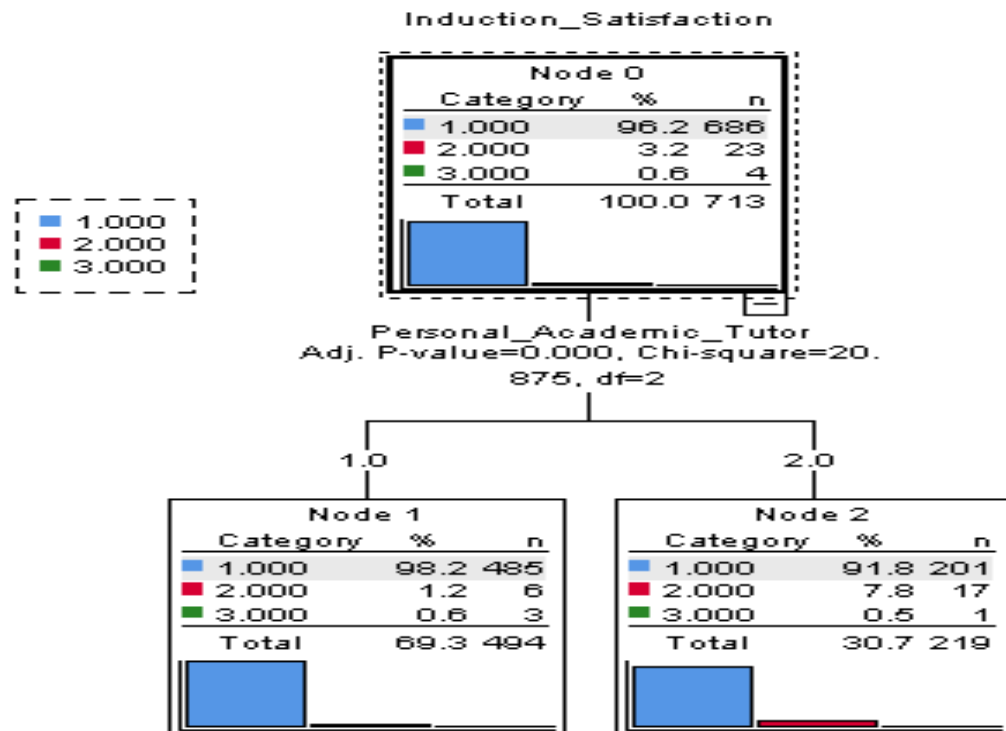 Induction_Satisfaction
Node 0
Category % n
1.000 96.2 686
2.000 3.2 23
3.000 0.6 4
Total 100.0 713
1.000
2.000
3.000
Personal_Academic_Tutor
Adj. P-value=0.000, Chi-square=20.
875, df=2
1.0
2.0
Node 1
Category % n
1.000 98.2 485
2.000 1.2 6
3.000 0.6 3
Total 69.3 494
Node 2
Category % n
1.000 91.8 201
2.000 7.8 17
3.000 0.5 1
Total 30.7 219